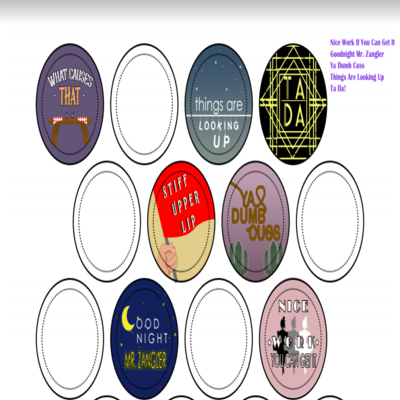 WHAT CAUSES
THAT
things are
LOOKING
UP
TA
DA
Nice Work If You Can Get It
Goodnight Mr. Zangler
Ya Dumb Cuss
Things Are Looking Up
Ta Da!
STIFF
UPPER
LIP
YA
DUMB
CUSS
GOOD
NIGHT
MR. ZANGLER
NICE
WORK
YOU CAN GET IT